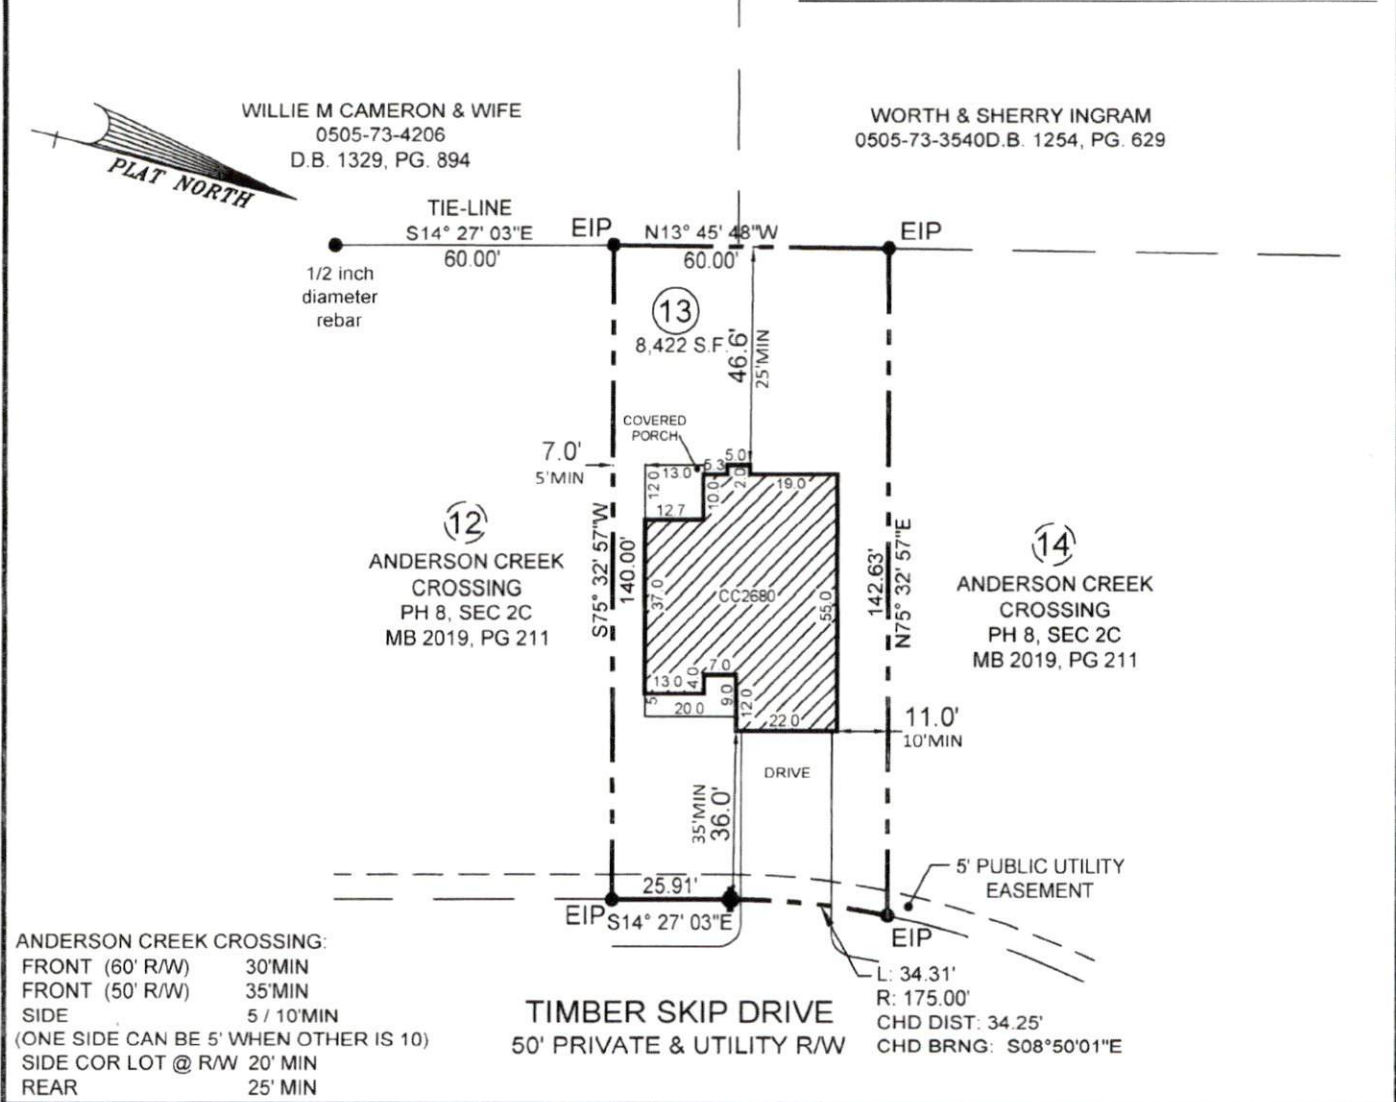 WILLIE M CAMERON & WIFE
0505-73-4206
D.B. 1329, PG. 894
WORTH & SHERRY INGRAM
0505-73-3540D.B. 1254, PG. 629
PLAT NORTH
TIE-LINE
S14° 27' 03"E
60.00'
EIP
N13° 45' 48"W
60.00'
EIP
1/2 inch
diameter
rebar
13
8,422 S.F.
46.6'
25'MIN
COVERED
PORCH
7.0'
5'MIN
13.0
5.3
5.0
2.0
19.0
12.0
10.0
12.7
12
ANDERSON CREEK
CROSSING
PH 8, SEC 2C
MB 2019, PG 211
S75° 32' 57"W
140.00'
37.0
CC2680
55.0
142.63'
N75° 32' 57"E
14
ANDERSON CREEK
CROSSING
PH 8, SEC 2C
MB 2019, PG 211
13.0
4.0
7.0
5
20.0
9.0
12.0
22.0
11.0'
10'MIN
DRIVE
35'MIN
36.0'
25.91'
EIP
S14° 27' 03"E
5' PUBLIC UTILITY
EASEMENT
EIP
L: 34.31'
R: 175.00'
CHD DIST: 34.25'
CHD BRNG: S08°50'01"E
TIMBER SKIP DRIVE
50' PRIVATE & UTILITY R/W
ANDERSON CREEK CROSSING:
FRONT (60' R/W) 30'MIN
FRONT (50' R/W) 35'MIN
SIDE 5 / 10'MIN
(ONE SIDE CAN BE 5' WHEN OTHER IS 10)
SIDE COR LOT @ R/W 20' MIN
REAR 25' MIN